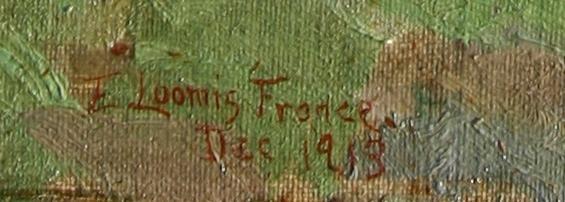 E Loomis France.
Dec 1913